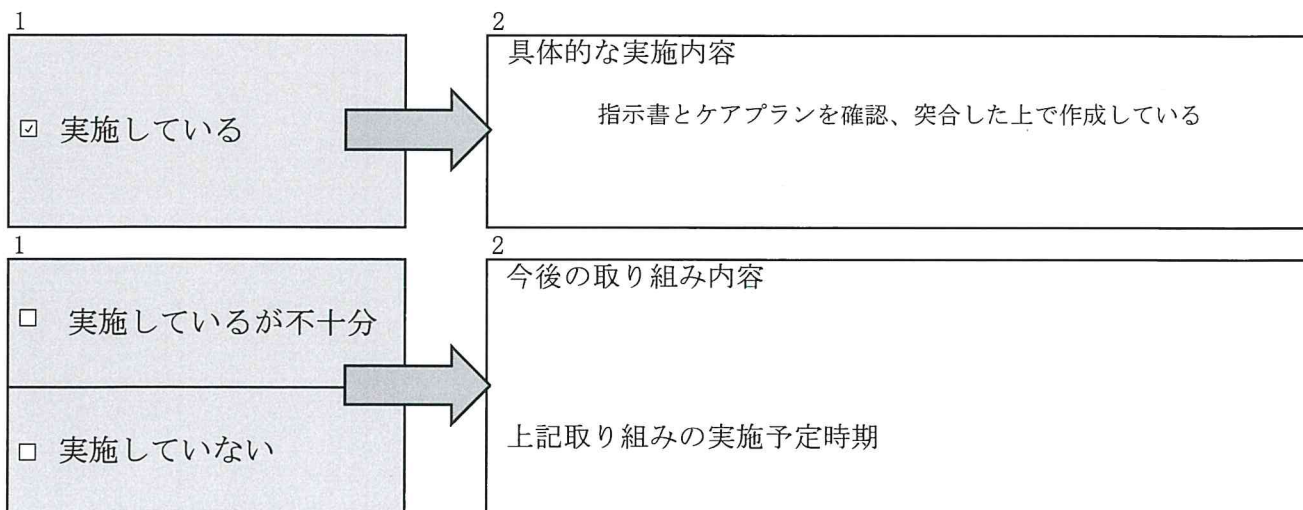 1
2
☑ 実施している
具体的な実施内容
指示書とケアプランを確認、突合した上で作成している
1
2
☐ 実施しているが不十分
☐ 実施していない
今後の取り組み内容
上記取り組みの実施予定時期